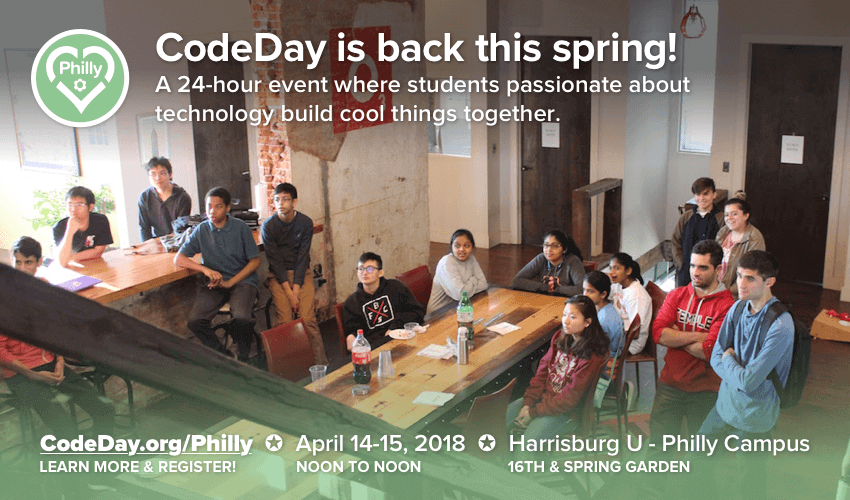 Philly
CodeDay is back this spring!
A 24-hour event where students passionate about
technology build cool things together.
TEMPLE
CodeDay.org/Philly ✪ April 14-15, 2018 ✪ Harrisburg U - Philly Campus
LEARN MORE & REGISTER! NOON TO NOON 16TH & SPRING GARDEN